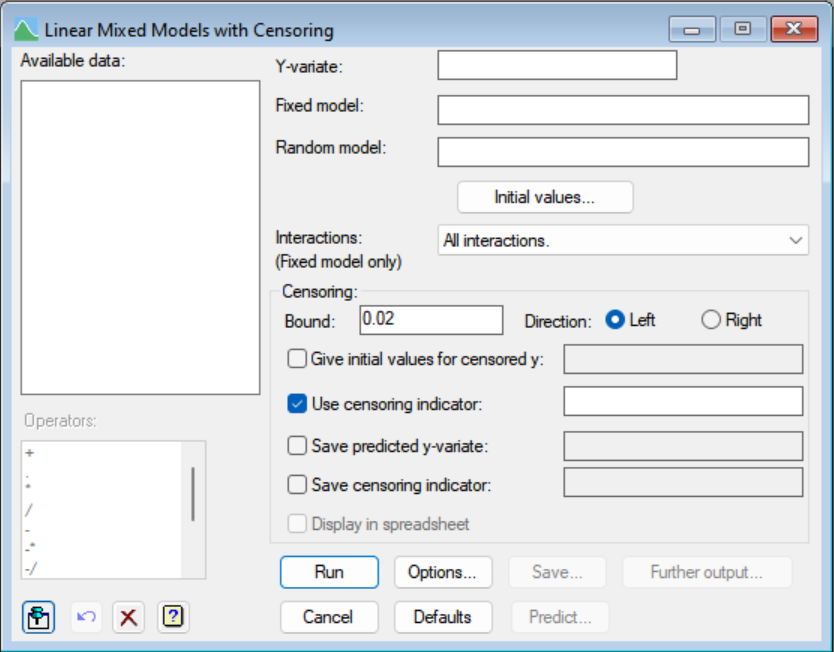 Linear Mixed Models with Censoring
Available data:
Y-variate:
Fixed model:
Random model:
Initial values...
Interactions:
(Fixed model only)
All interactions.
Censoring:
Bound:
0.02
Direction:
Left
Right
Give initial values for censored y:
Use censoring indicator:
Save predicted y-variate:
Save censoring indicator:
Display in spreadsheet
Operators:
+
.
*
/
-
-*
-/
Run
Options...
Save...
Further output...
Cancel
Defaults
Predict...
?